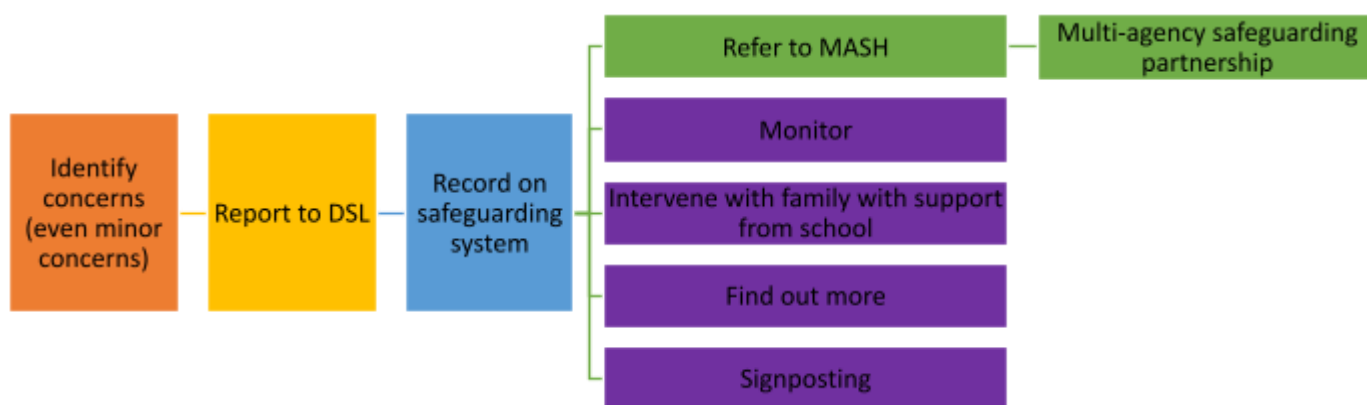 Identify
concerns
(even minor
concerns)
Report to DSL
Record on
safeguarding
system
Refer to MASH
Multi-agency safeguarding
partnership
Monitor
Intervene with family with support
from school
Find out more
Signposting